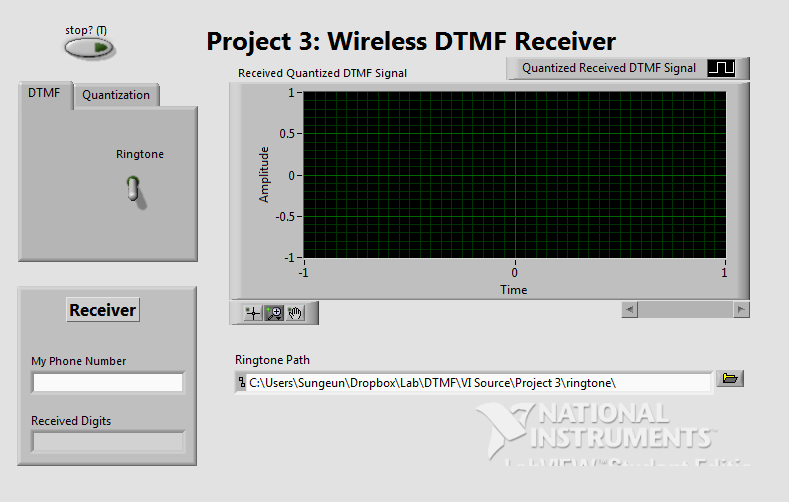 stop? (T)
Project 3: Wireless DTMF Receiver
Received Quantized DTMF Signal
Quantized Received DTMF Signal
DTMF
Quantization
Ringtone
Amplitude
1
0.5
0
-0.5
-1
-1
0
1
Time
Receiver
My Phone Number
Received Digits
Ringtone Path
C:\Users\Sungeun\Dropbox\Lab\DTMF\VI Source\Project 3\ringtone\
NATIONAL
INSTRUMENTS™
LabVIEW™ Student Editio